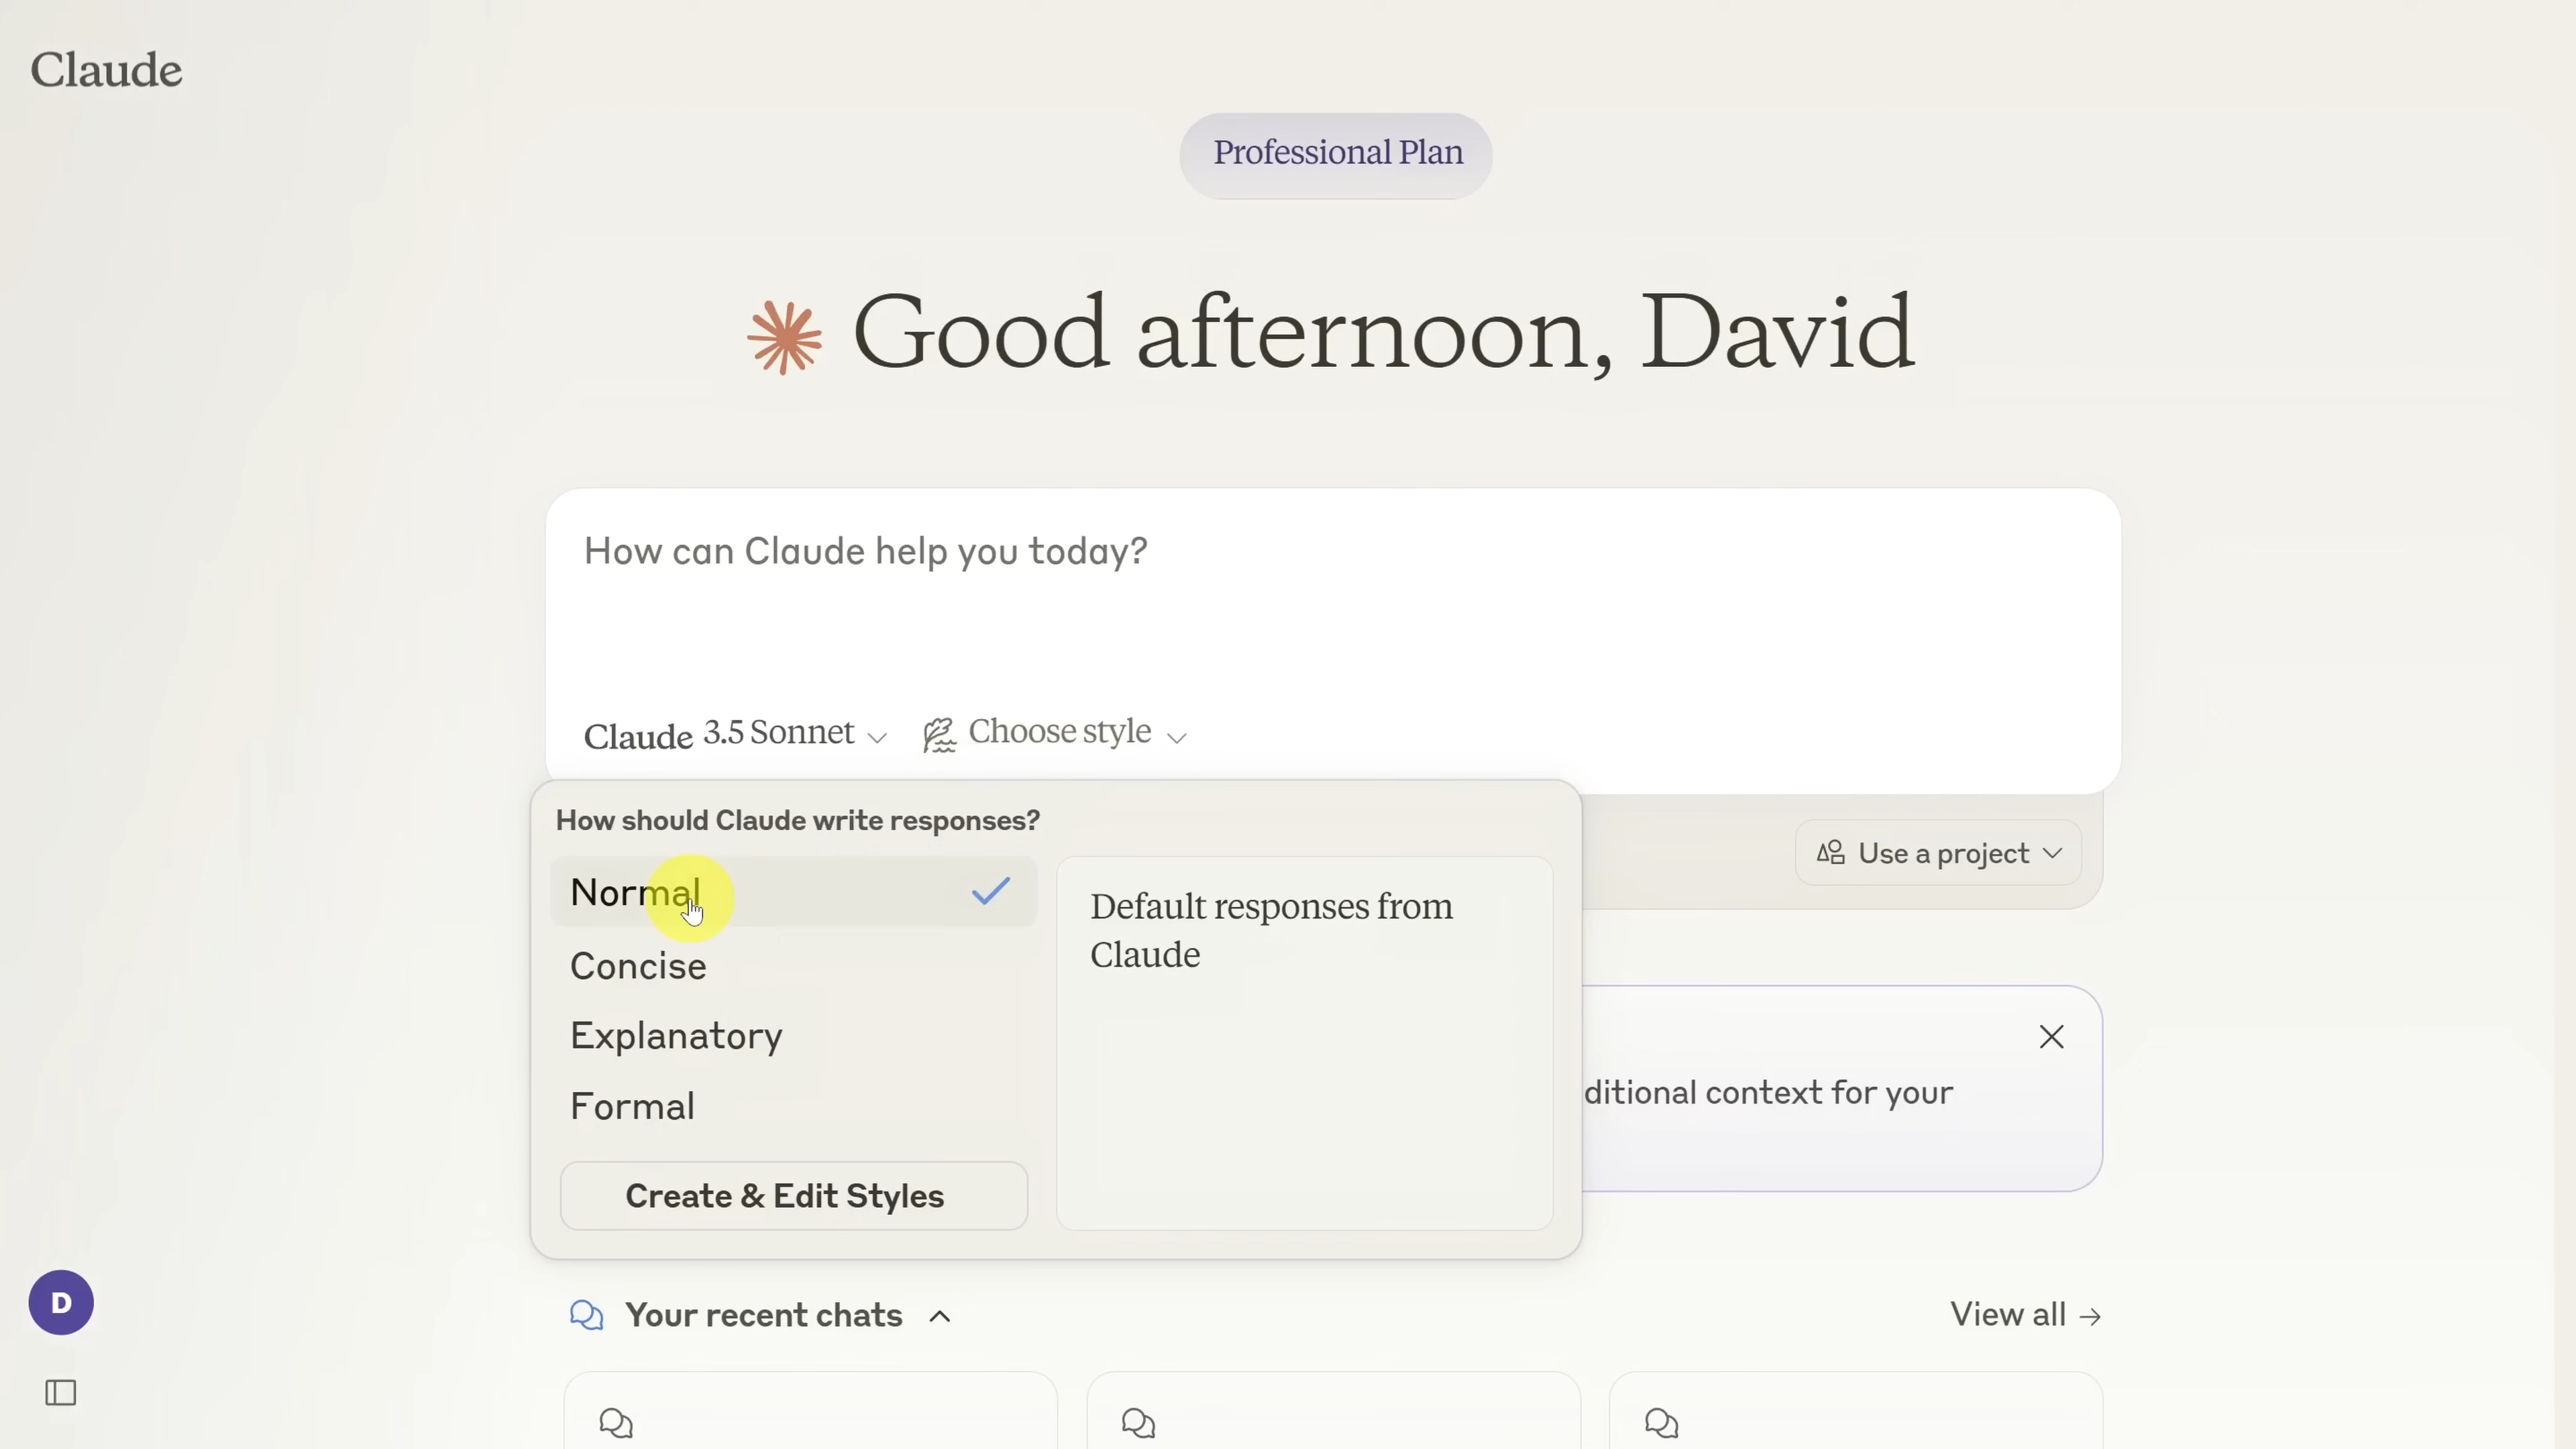 Claude
Professional Plan
Good afternoon, David
How can Claude help you today?
Claude 3.5 Sonnet
Choose style
How should Claude write responses?
Normal
Concise
Explanatory
Formal
Create & Edit Styles
Default responses from
Claude
Use a project
ditional context for your
D
Your recent chats
View all →